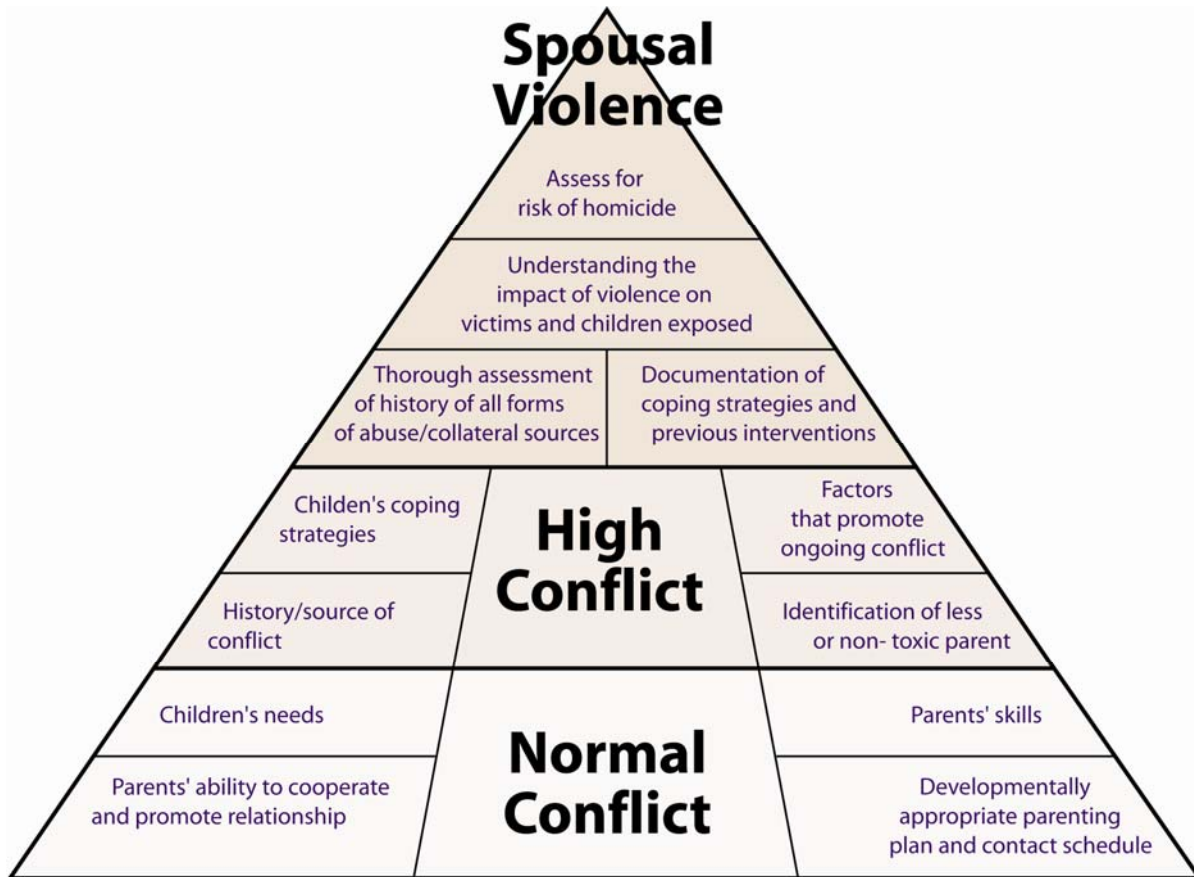 Spousal
Violence
Assess for
risk of homicide
Understanding the
impact of violence on
victims and children exposed
Thorough assessment
of history of all forms
of abuse/collateral sources
Documentation of
coping strategies and
previous interventions
Childen's coping
strategies
High
Conflict
Factors
that promote
ongoing conflict
History/source of
conflict
Identification of less
or non- toxic parent
Children's needs
Normal
Conflict
Parents' skills
Parents' ability to cooperate
and promote relationship
Developmentally
appropriate parenting
plan and contact schedule